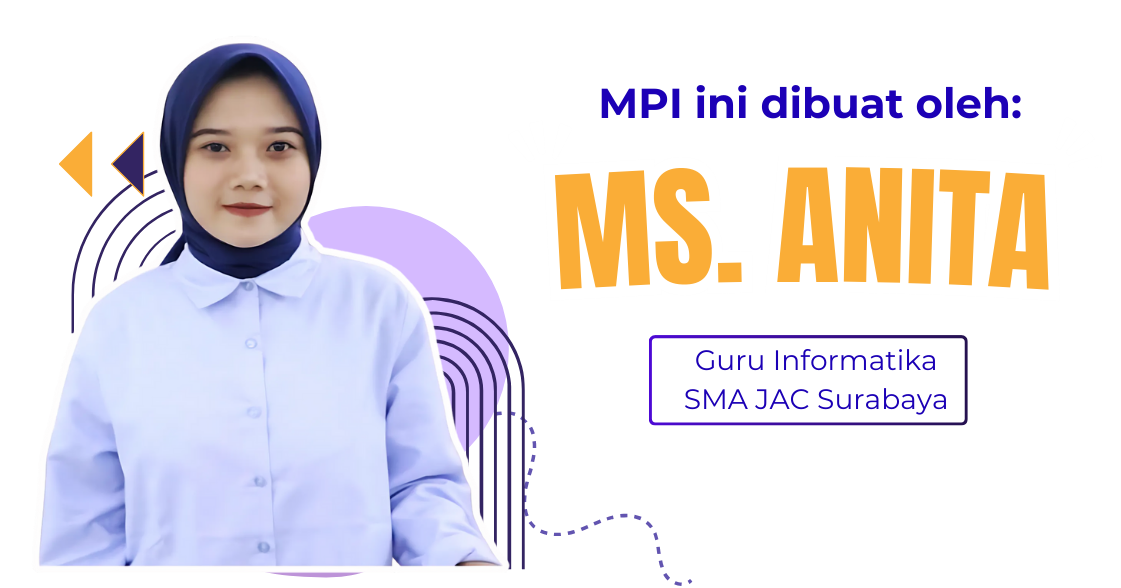 MPI ini dibuat oleh:
MS. ANITA
Guru Informatika
SMA JAC Surabaya